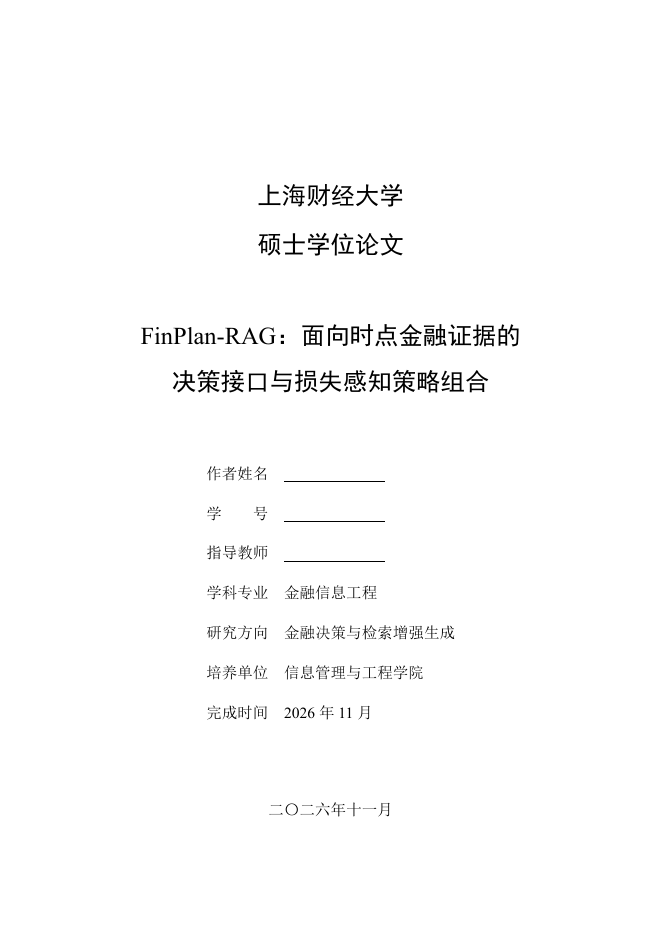 上海财经大学
硕士学位论文
FinPlan-RAG：面向时点金融证据的
决策接口与损失感知策略组合
作者姓名
学 号
指导教师
学科专业 金融信息工程
研究方向 金融决策与检索增强生成
培养单位 信息管理与工程学院
完成时间 2026 年 11 月
二〇二六年十一月